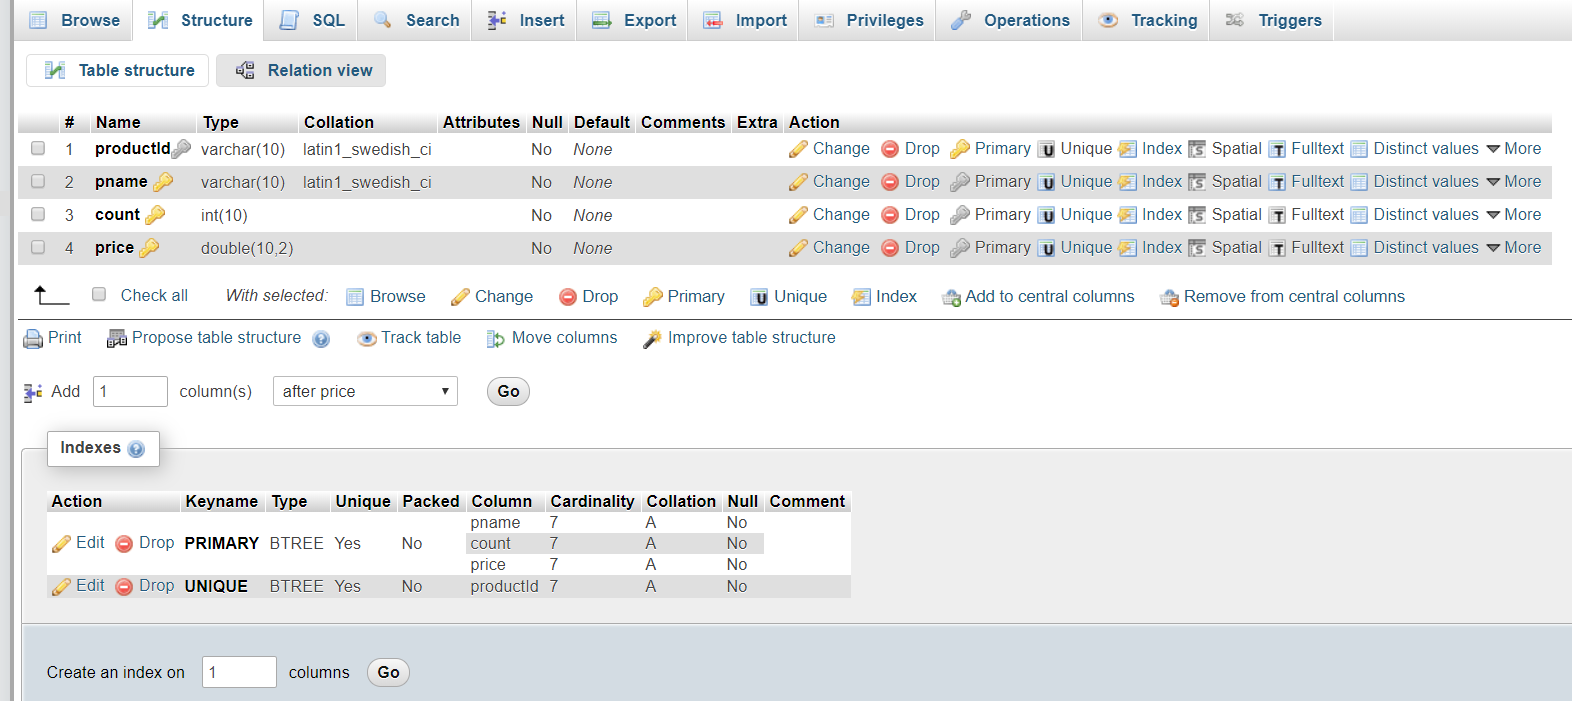 Browse Structure SQL Search Insert Export Import Privileges Operations Tracking Triggers
Table structure Relation view
# Name Type Collation Attributes Null Default Comments Extra Action
1 productId varchar(10) latin1_swedish_ci No None Change Drop Primary Unique Index Spatial Fulltext Distinct values More
2 pname varchar(10) latin1_swedish_ci No None Change Drop Primary Unique Index Spatial Fulltext Distinct values More
3 count int(10) No None Change Drop Primary Unique Index Spatial Fulltext Distinct values More
4 price double(10,2) No None Change Drop Primary Unique Index Spatial Fulltext Distinct values More
Check all With selected: Browse Change Drop Primary Unique Index Add to central columns Remove from central columns
Print Propose table structure Track table Move columns Improve table structure
Add 1 column(s) after price Go
Indexes
Action Keyname Type Unique Packed Column Cardinality Collation Null Comment
pname 7 A No
Edit Drop PRIMARY BTREE Yes No count 7 A No
price 7 A No
Edit Drop UNIQUE BTREE Yes No productId 7 A No
Create an index on 1 columns Go